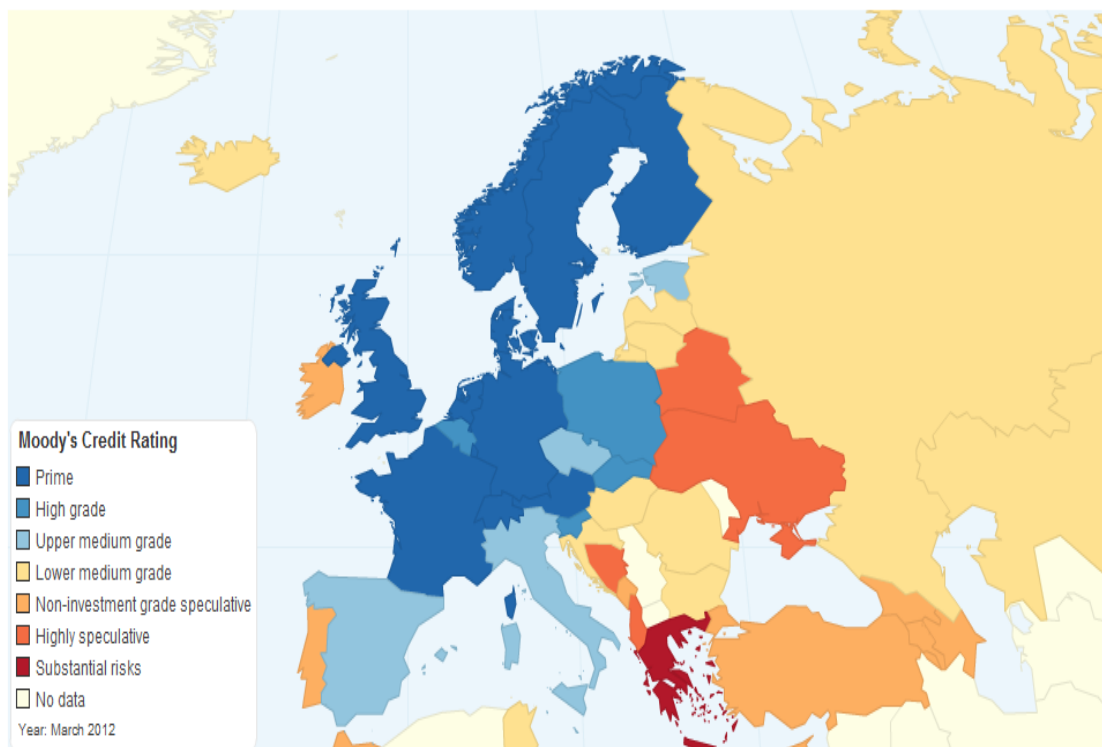 Moody's Credit Rating
Prime
High grade
Upper medium grade
Lower medium grade
Non-investment grade speculative
Highly speculative
Substantial risks
No data
Year: March 2012